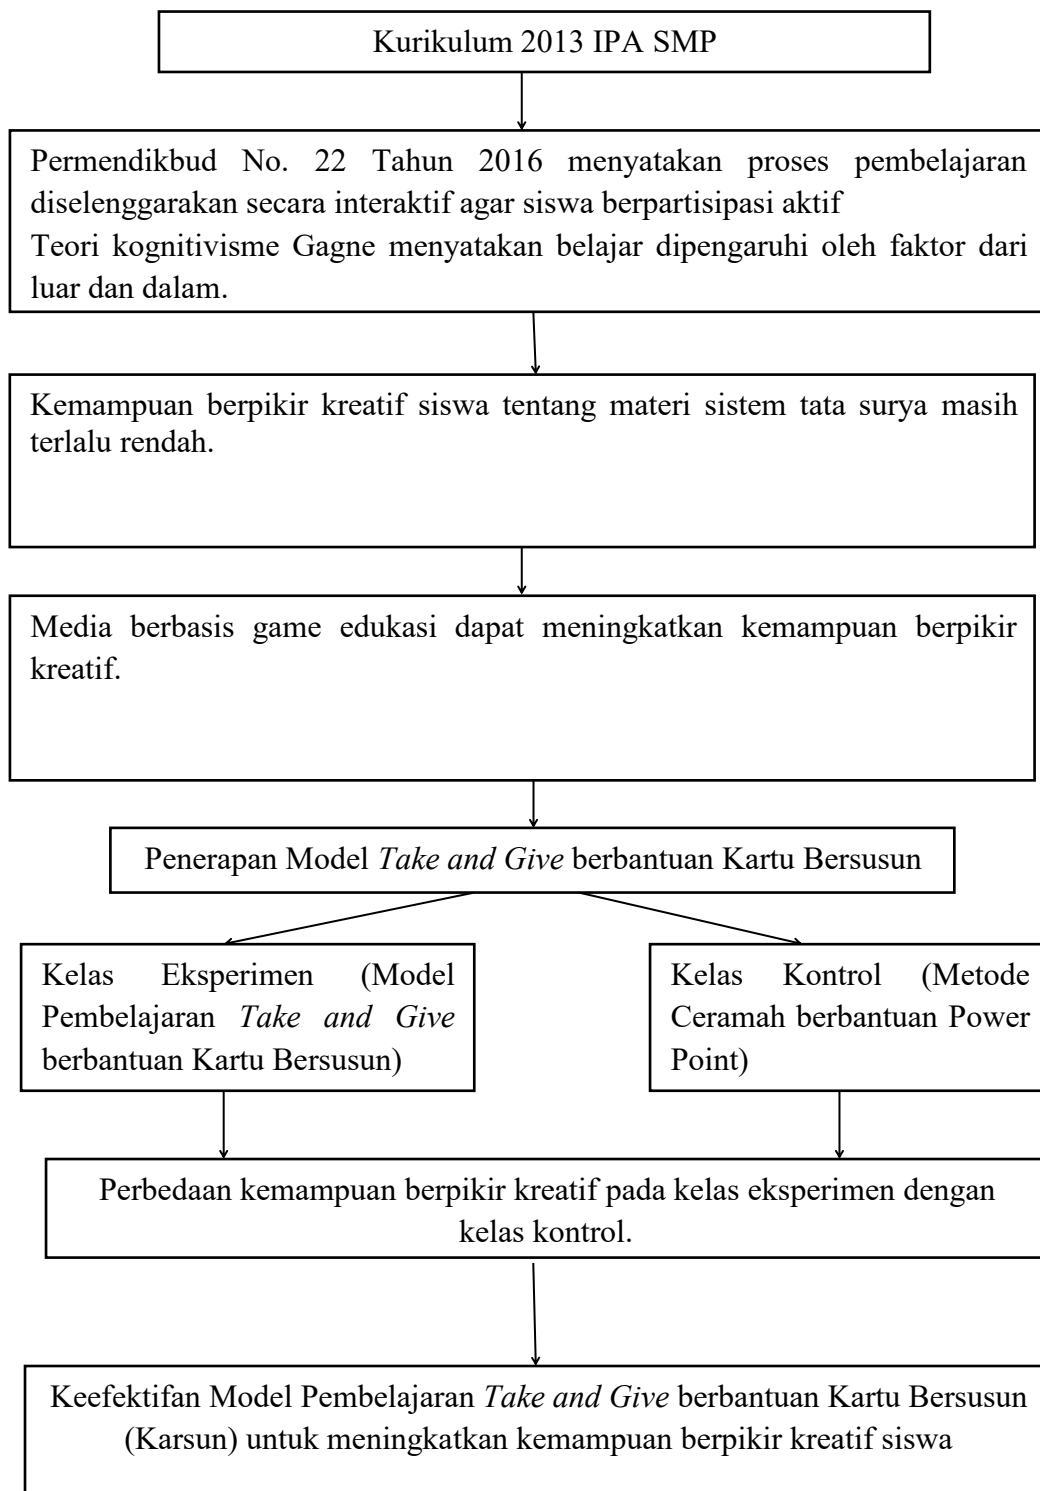 Kurikulum 2013 IPA SMP
Permendikbud No. 22 Tahun 2016 menyatakan proses pembelajaran
diselenggarakan secara interaktif agar siswa berpartisipasi aktif
Teori kognitivisme Gagne menyatakan belajar dipengaruhi oleh faktor dari
luar dan dalam.
Kemampuan berpikir kreatif siswa tentang materi sistem tata surya masih
terlalu rendah.
Media berbasis game edukasi dapat meningkatkan kemampuan berpikir
kreatif.
Penerapan Model Take and Give berbantuan Kartu Bersusun
Kelas Eksperimen (Model
Pembelajaran Take and Give
berbantuan Kartu Bersusun)
Kelas Kontrol (Metode
Ceramah berbantuan Power
Point)
Perbedaan kemampuan berpikir kreatif pada kelas eksperimen dengan
kelas kontrol.
Keefektifan Model Pembelajaran Take and Give berbantuan Kartu Bersusun
(Karsun) untuk meningkatkan kemampuan berpikir kreatif siswa